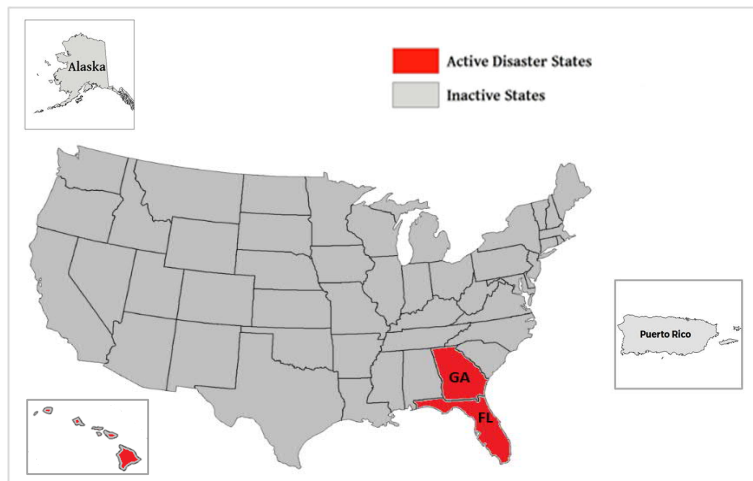 Alaska
Active Disaster States
Inactive States
Puerto Rico
GA
FL